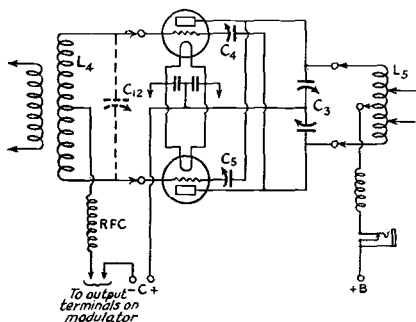 L4
C12
C4
C5
C3
L5
RFC
-C+
+B
To output
terminals on
modulator